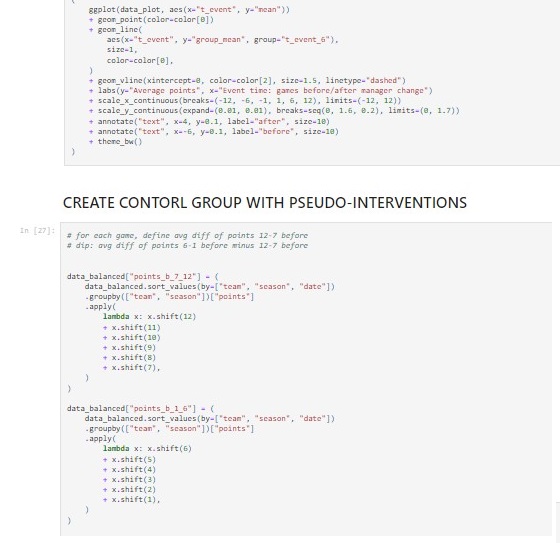 (
ggplot(data_plot, aes(x="t_event", y="mean"))
+ geom_point(color=color[0])
+ geom_line(
aes(x="t_event", y="group_mean", group="t_event_6"),
size=1,
color=color[0],
)
+ geom_vline(xintercept=0, color=color[2], size=1.5, linetype="dashed")
+ labs(y="Average points", x="Event time: games before/after manager change")
+ scale_x_continuous(breaks=(-12, -6, -1, 1, 6, 12), limits=(-12, 12))
+ scale_y_continuous(expand=(0.01, 0.01), breaks=seq(0, 1.6, 0.2), limits=(0, 1.7))
+ annotate("text", x=4, y=0.1, label="after", size=10)
+ annotate("text", x=-6, y=0.1, label="before", size=10)
+ theme_bw()
)
CREATE CONTORL GROUP WITH PSEUDO-INTERVENTIONS
In [27]:
# for each game, define avg diff of points 12-7 before
# dip: avg diff of points 6-1 before minus 12-7 before
data_balanced["points_b_7_12"] = (
data_balanced.sort_values(by=["team", "season", "date"])
.groupby(["team", "season"])["points"]
.apply(
lambda x: x.shift(12)
+ x.shift(11)
+ x.shift(10)
+ x.shift(9)
+ x.shift(8)
+ x.shift(7),
)
)
data_balanced["points_b_1_6"] = (
data_balanced.sort_values(by=["team", "season", "date"])
.groupby(["team", "season"])["points"]
.apply(
lambda x: x.shift(6)
+ x.shift(5)
+ x.shift(4)
+ x.shift(3)
+ x.shift(2)
+ x.shift(1),
)
)